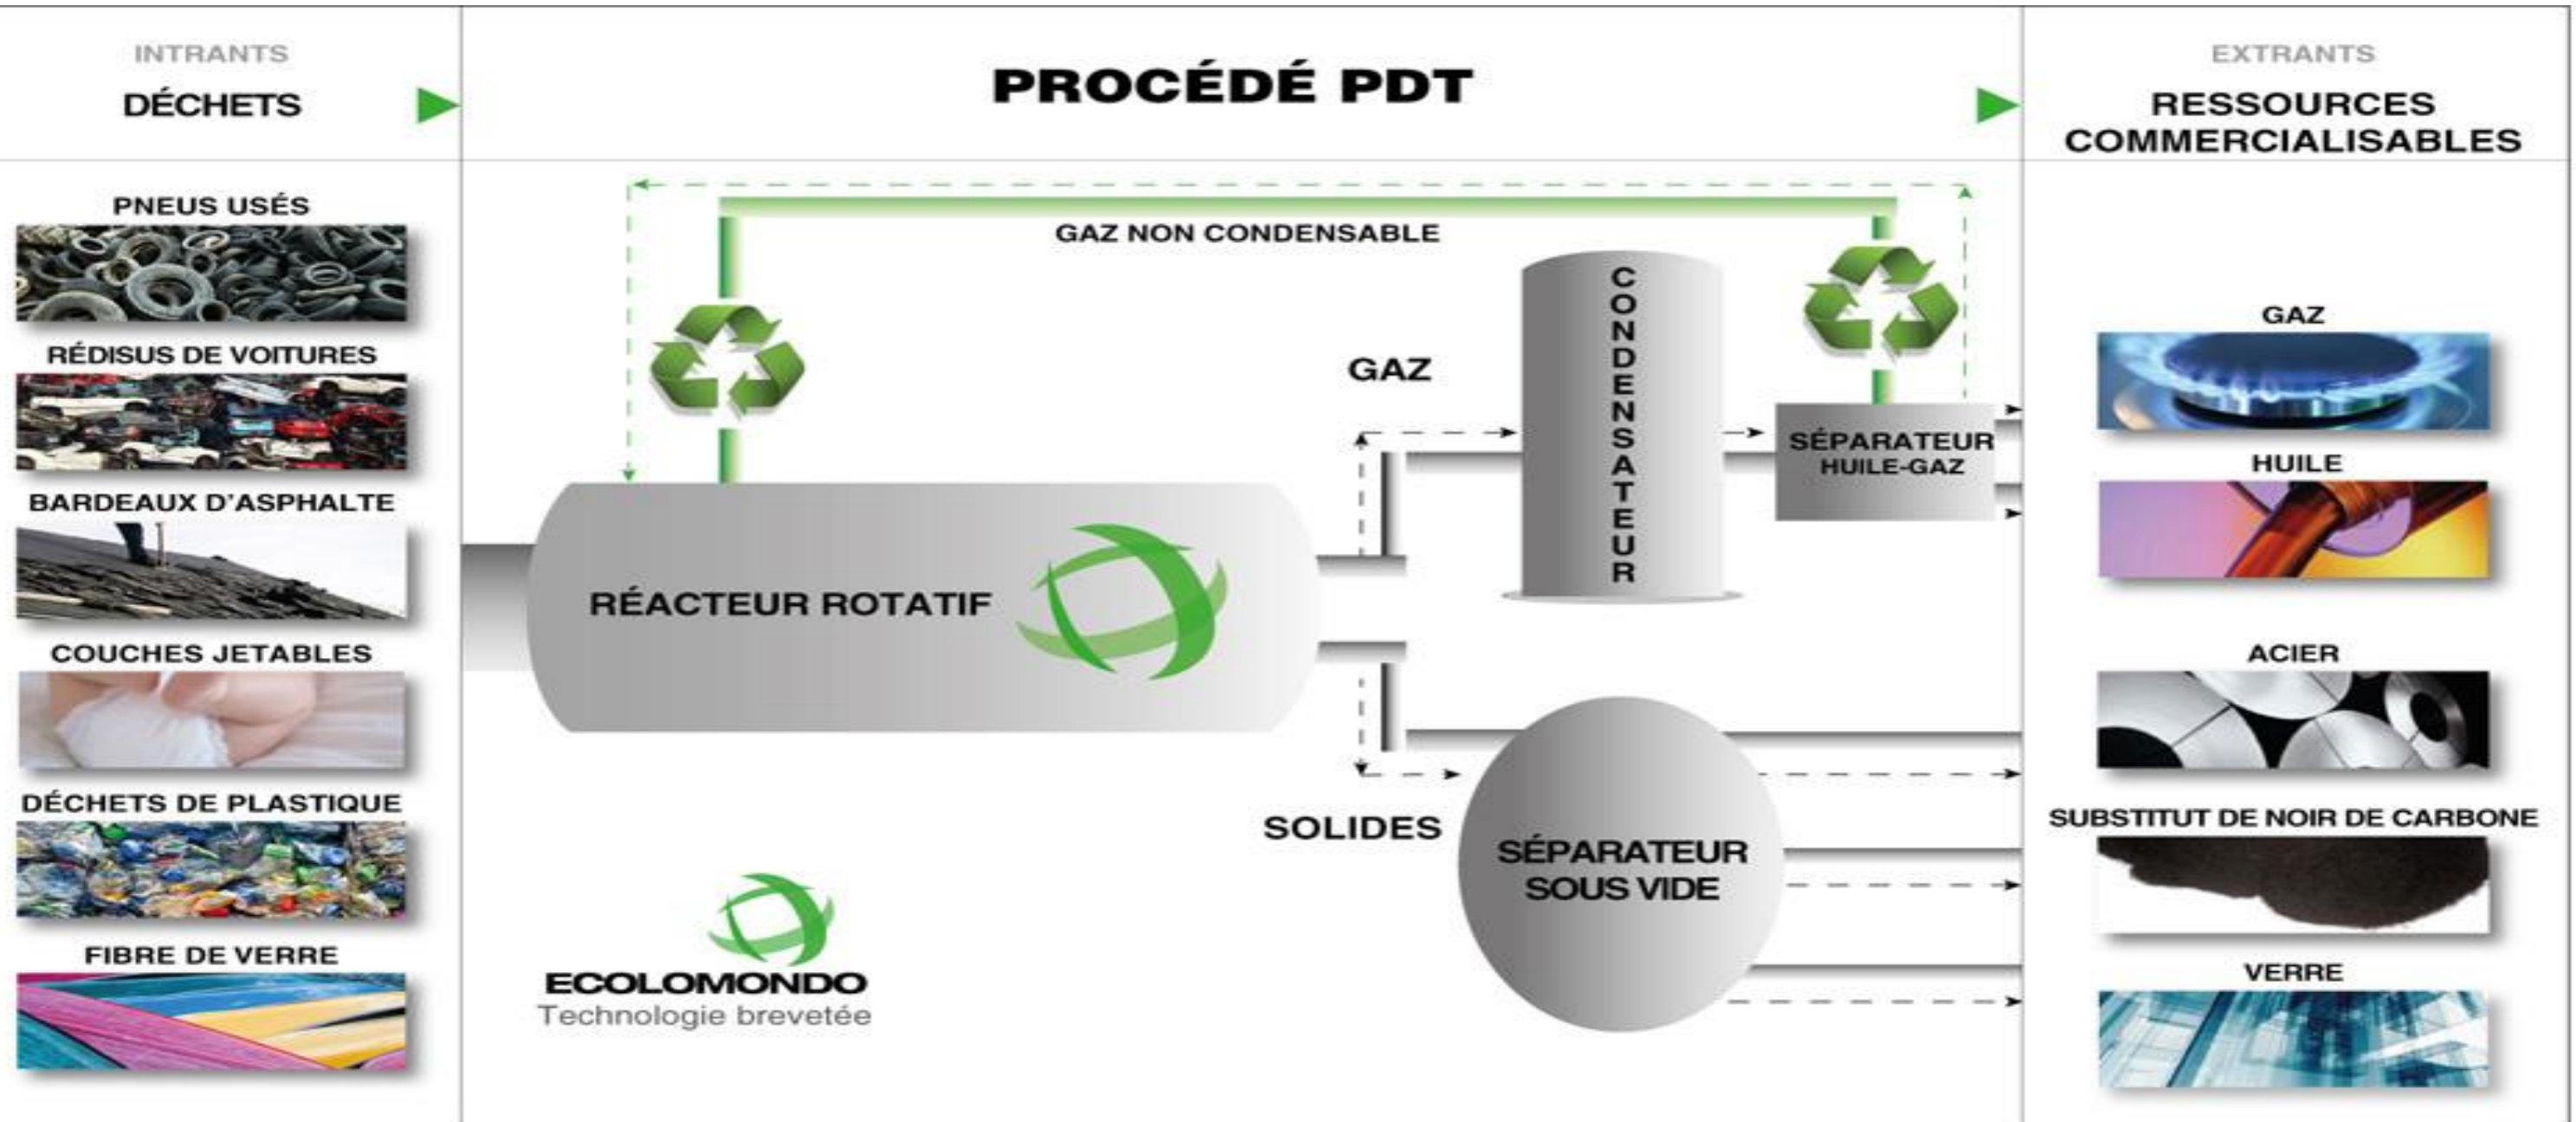 INTRANTS
DÉCHETS
PNEUS USÉS
RÉDISUS DE VOITURES
BARDEAUX D'ASPHALTE
COUCHES JETABLES
DÉCHETS DE PLASTIQUE
FIBRE DE VERRE
PROCÉDÉ PDT
GAZ NON CONDENSABLE
GAZ
CONDENSATEUR
SÉPARATEUR
HUILE-GAZ
RÉACTEUR ROTATIF
SOLIDES
SÉPARATEUR
SOUS VIDE
ECOLOMONDO
Technologie brevetée
EXTRANTS
RESSOURCES
COMMERCIALISABLES
GAZ
HUILE
ACIER
SUBSTITUT DE NOIR DE CARBONE
VERRE